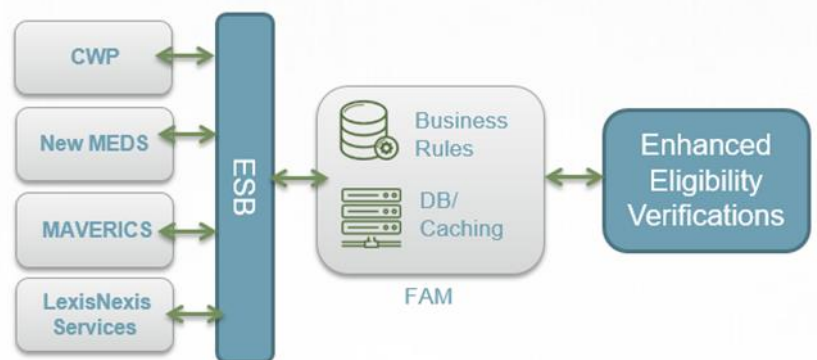 CWP
New MEDS
MAVERICS
LexisNexis
Services
ESB
Business
Rules
DB/
Caching
FAM
Enhanced
Eligibility
Verifications